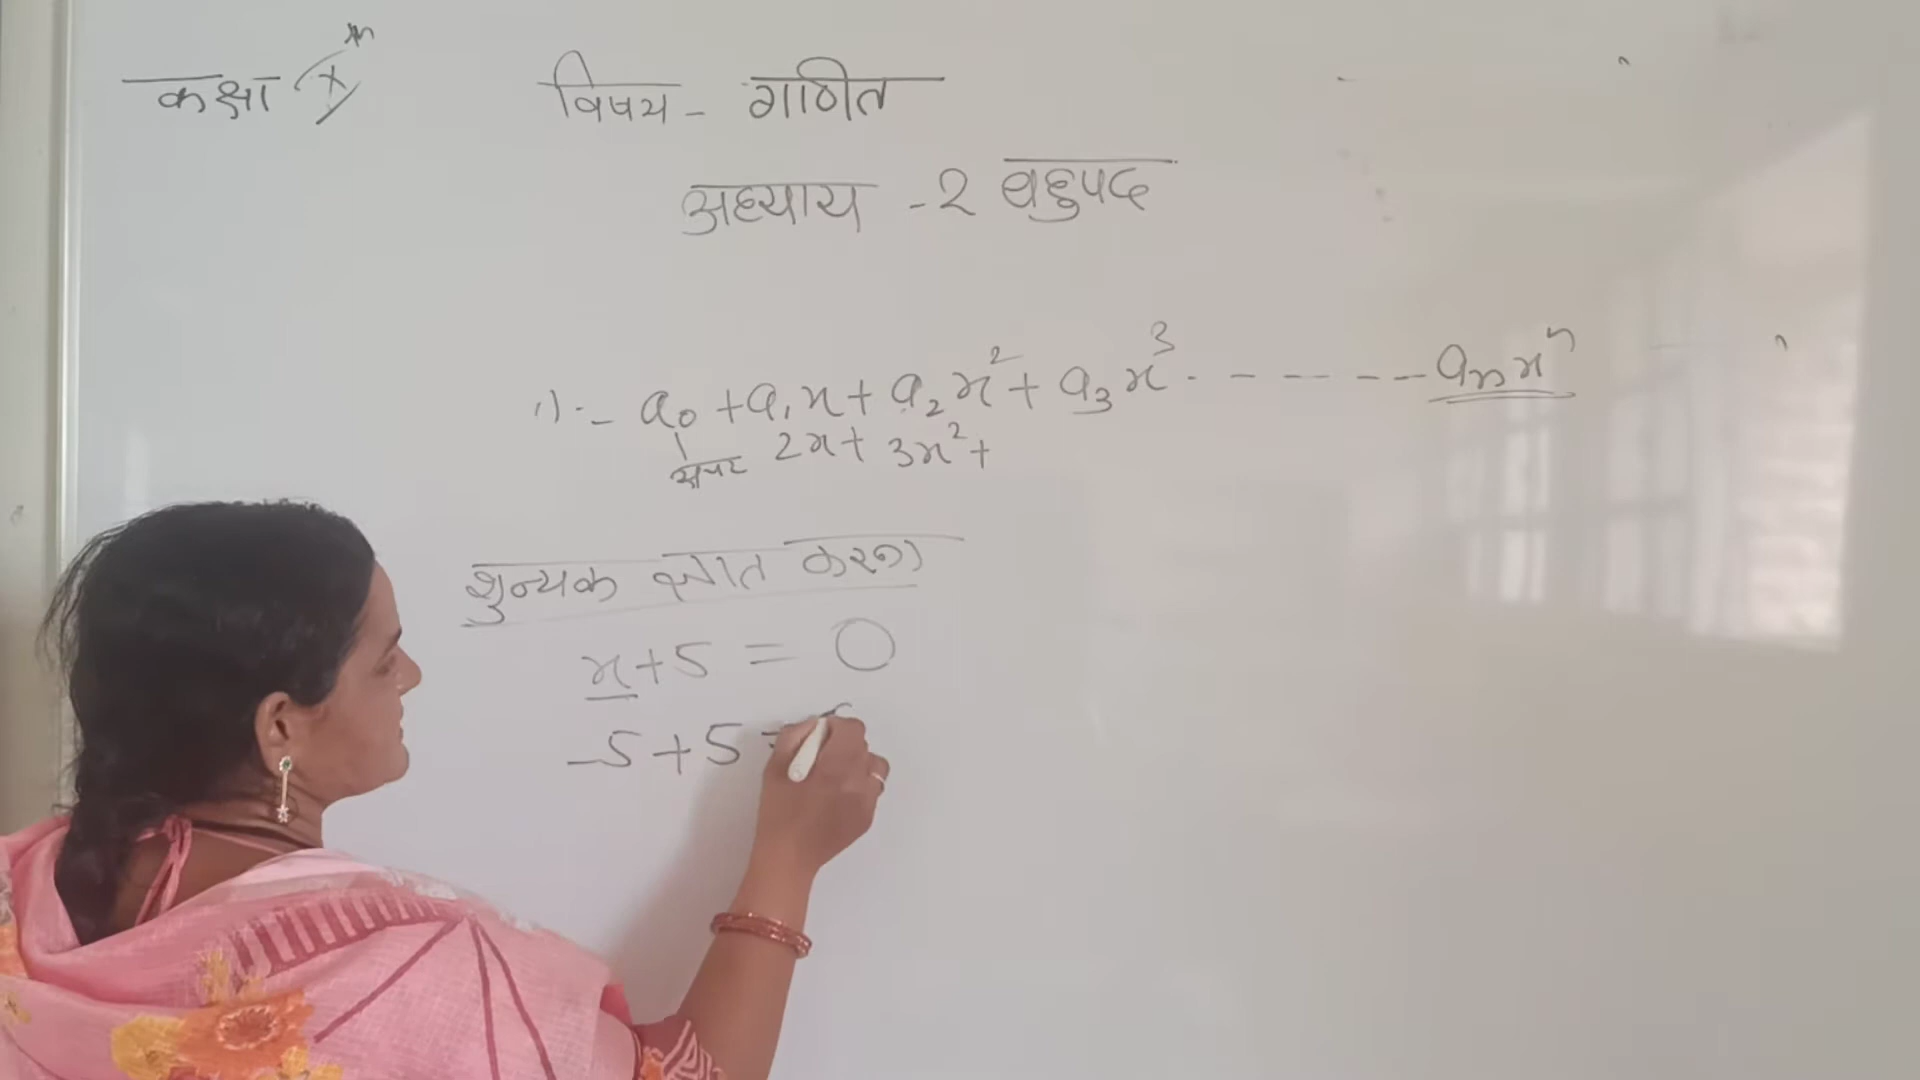 कक्षा X th
विषय - गणित
अध्याय - 2 बहुपद
1) :- a₀ + a₁x + a₂x² + a₃x³ - - - - - - aₙxⁿ
2x + 3x² +
शुन्यक ज्ञात करना
x + 5 = 0
-5 + 5 =